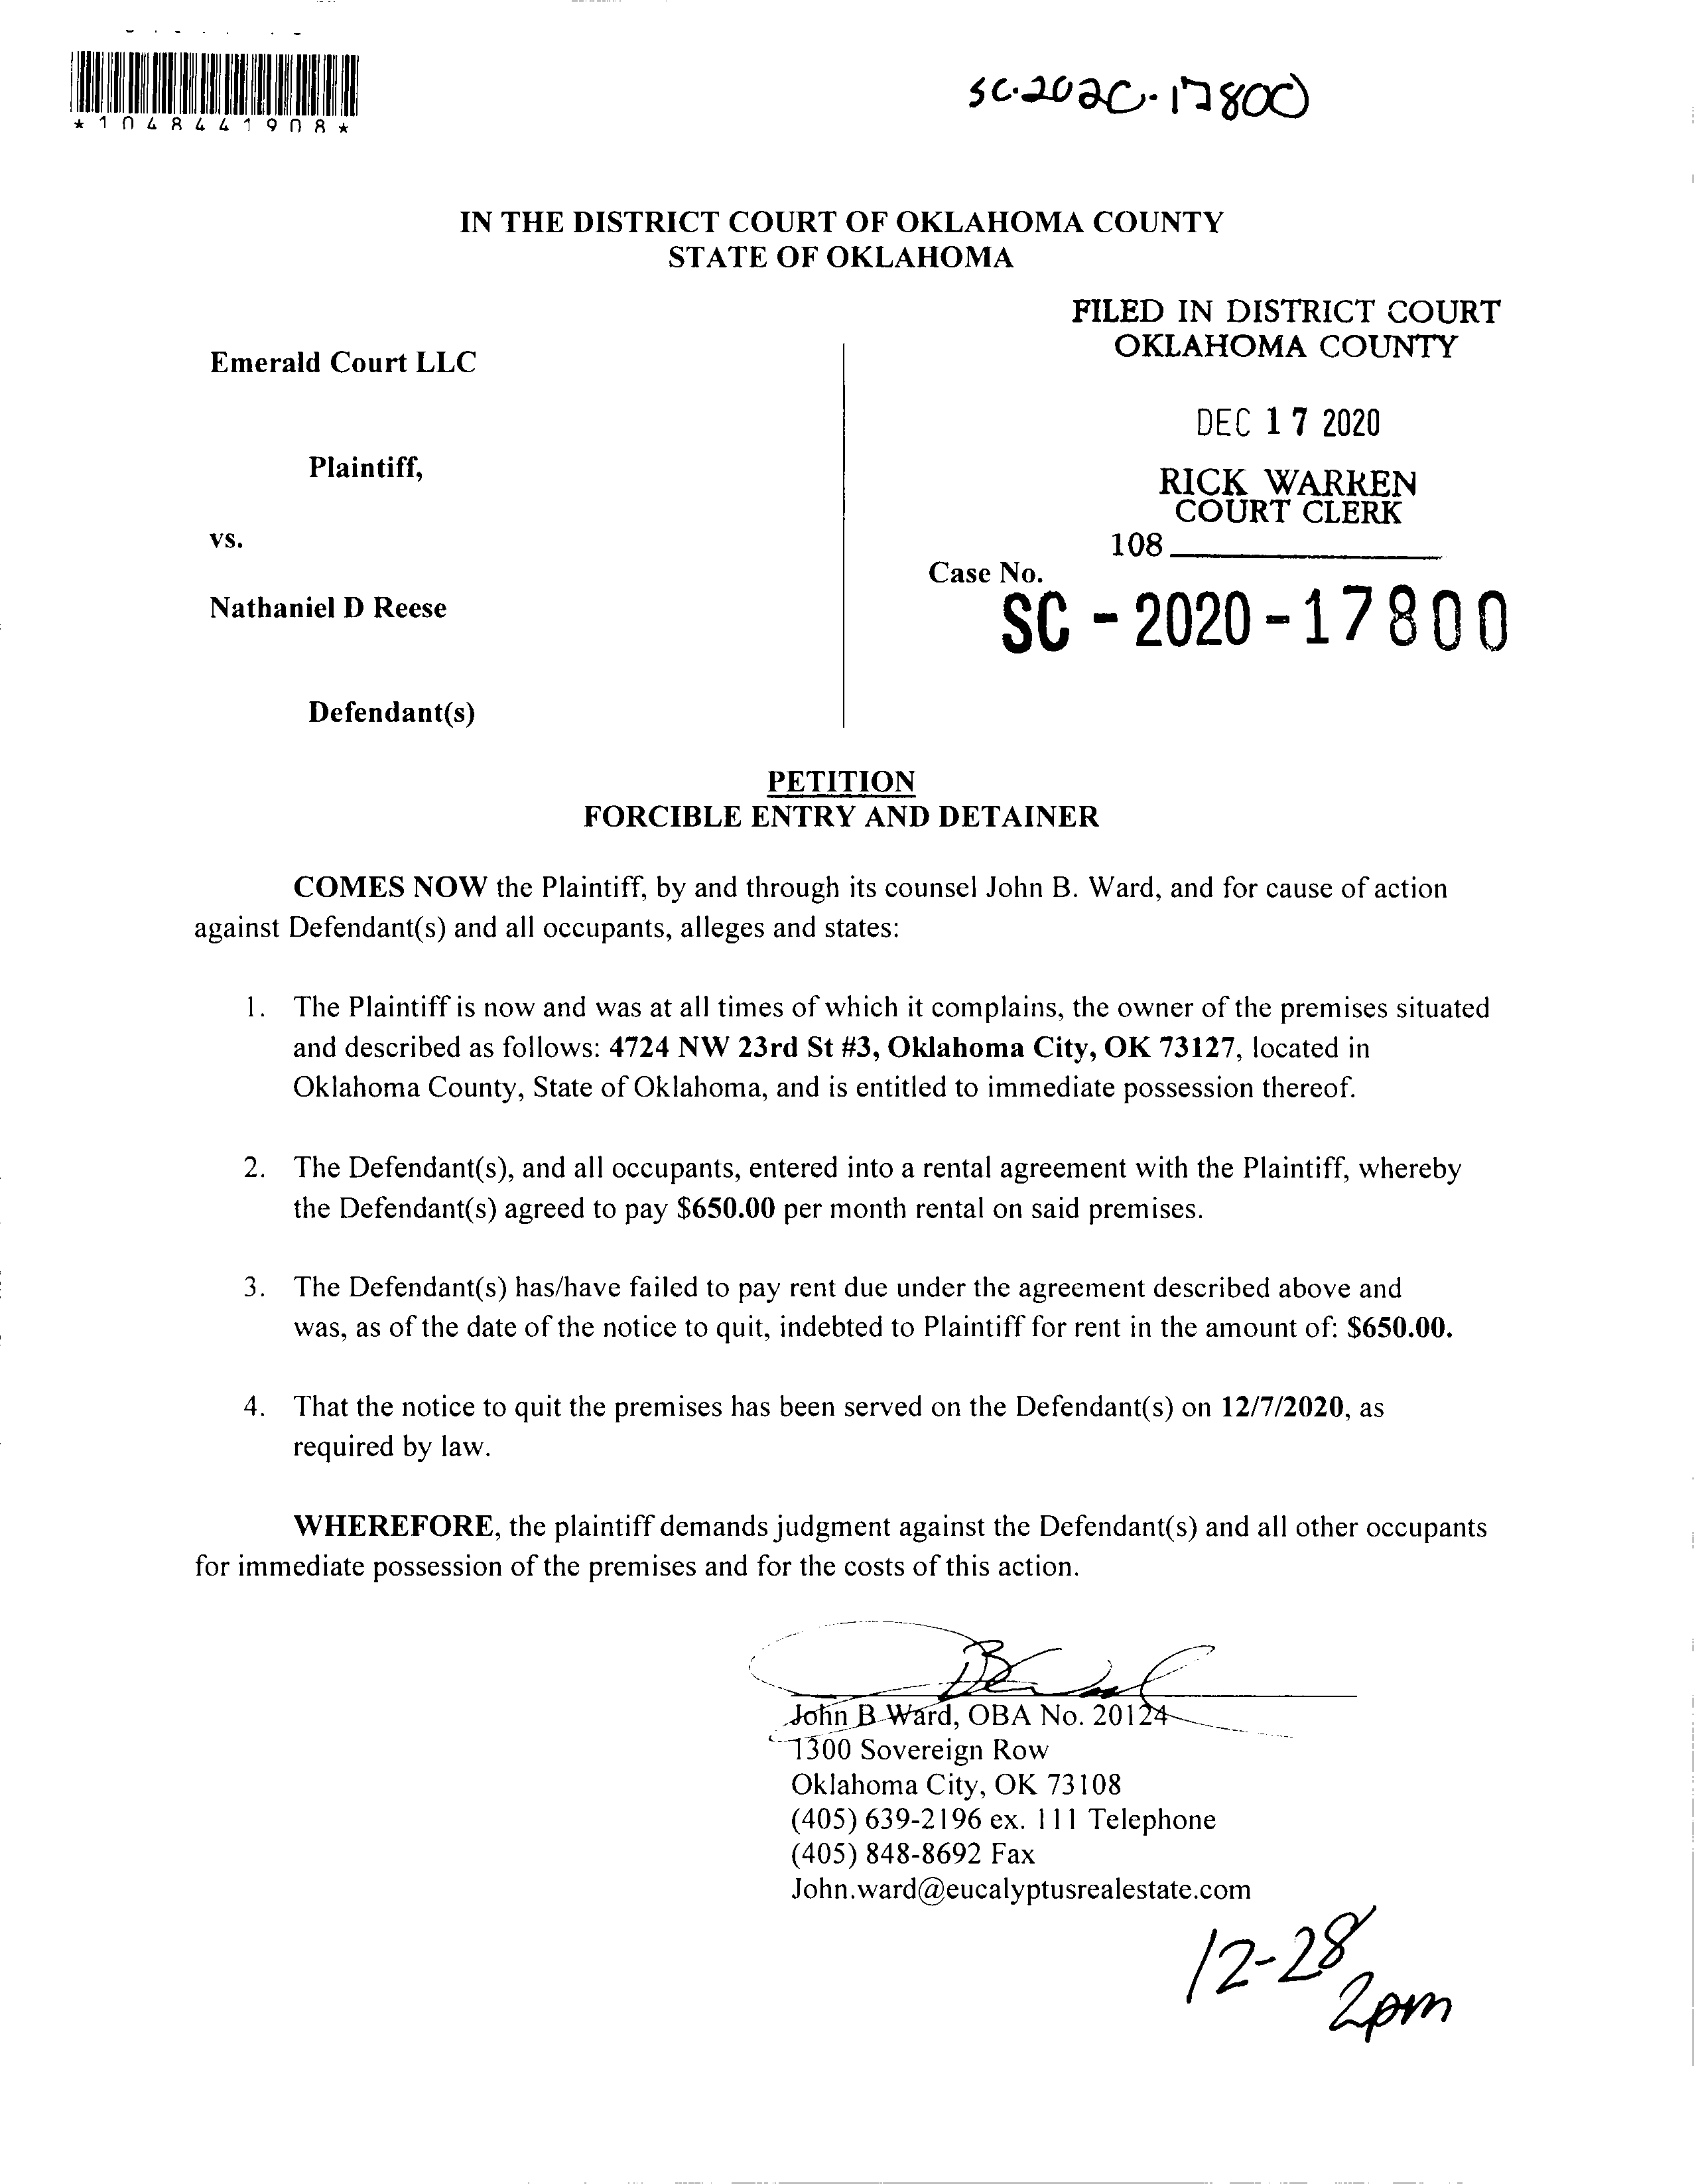 *1048441908*
SC-2020-17800
IN THE DISTRICT COURT OF OKLAHOMA COUNTY
STATE OF OKLAHOMA
FILED IN DISTRICT COURT
OKLAHOMA COUNTY
Emerald Court LLC
DEC 17 2020
Plaintiff,
RICK WARREN
COURT CLERK
vs.
108
Case No.
Nathaniel D Reese
SC - 2020 - 17800
Defendant(s)
PETITION
FORCIBLE ENTRY AND DETAINER
COMES NOW the Plaintiff, by and through its counsel John B. Ward, and for cause of action
against Defendant(s) and all occupants, alleges and states:
1. The Plaintiff is now and was at all times of which it complains, the owner of the premises situated
and described as follows: 4724 NW 23rd St #3, Oklahoma City, OK 73127, located in
Oklahoma County, State of Oklahoma, and is entitled to immediate possession thereof.
2. The Defendant(s), and all occupants, entered into a rental agreement with the Plaintiff, whereby
the Defendant(s) agreed to pay $650.00 per month rental on said premises.
3. The Defendant(s) has/have failed to pay rent due under the agreement described above and
was, as of the date of the notice to quit, indebted to Plaintiff for rent in the amount of: $650.00.
4. That the notice to quit the premises has been served on the Defendant(s) on 12/7/2020, as
required by law.
WHEREFORE, the plaintiff demands judgment against the Defendant(s) and all other occupants
for immediate possession of the premises and for the costs of this action.
John B Ward, OBA No. 20124
1300 Sovereign Row
Oklahoma City, OK 73108
(405) 639-2196 ex. 111 Telephone
(405) 848-8692 Fax
John.ward@eucalyptusrealestate.com
12-28
2pm